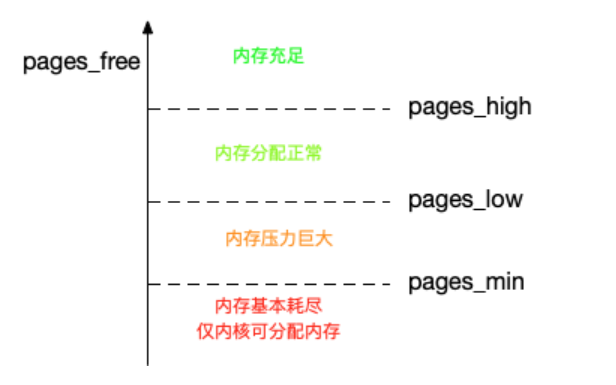 内存充足
pages_free
pages_high
内存分配正常
pages_low
内存压力巨大
pages_min
内存基本耗尽
仅内核可分配内存